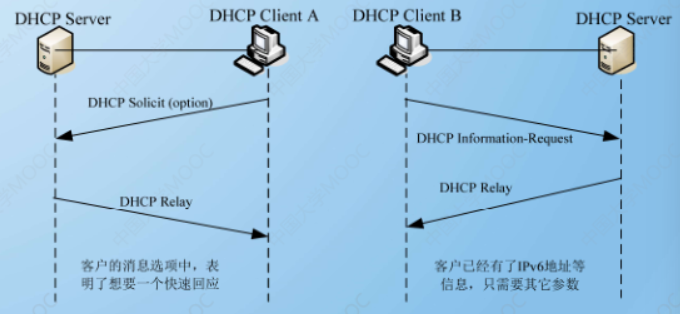 DHCP Server
DHCP Client A
DHCP Client B
DHCP Server
DHCP Solicit (option)
DHCP Information-Request
DHCP Relay
DHCP Relay
客户的消息选项中，表
明了想要一个快速回应
客户已经有了IPv6地址等
信息，只需要其它参数